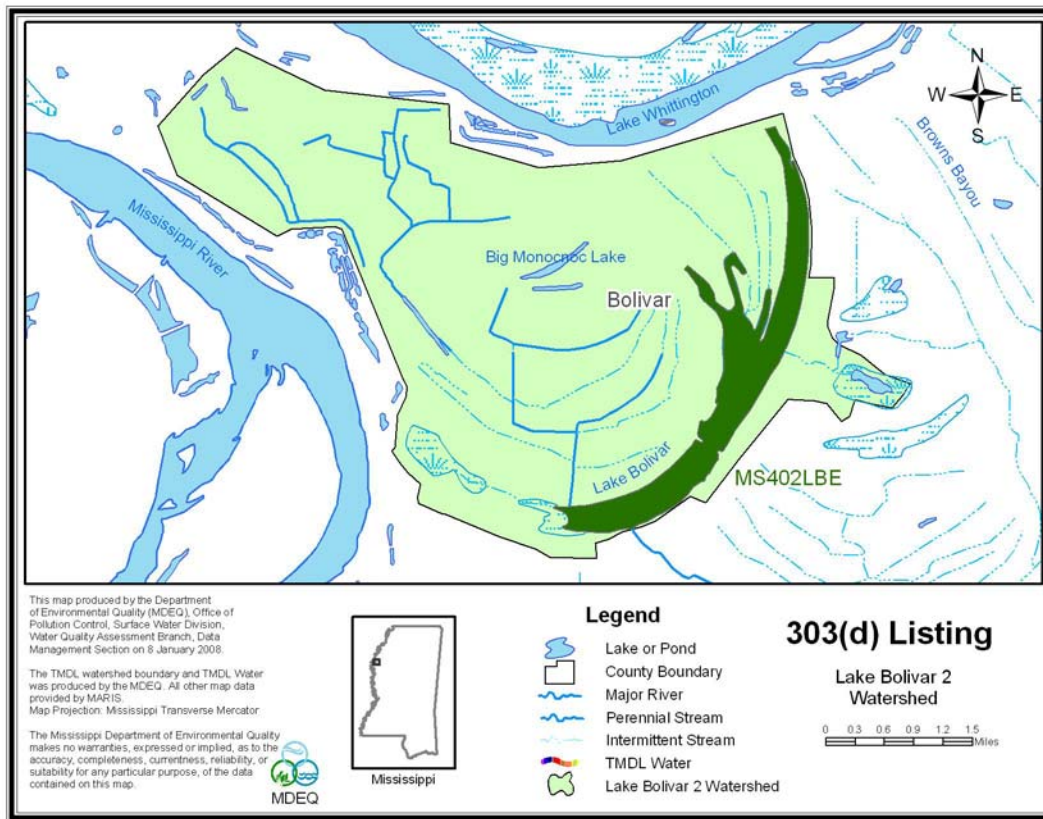 N
W E
S
Lake Whittington
Browns Bayou
Mississippi River
Big Monocnoc Lake
Bolivar
Lake Bolivar
MS402LBE
This map produced by the Department
of Environmental Quality (MDEQ), Office of
Pollution Control, Surface Water Division,
Water Quality Assessment Branch, Data
Management Section on 8 January 2008.
The TMDL watershed boundary and TMDL Water
was produced by the MDEQ. All other map data
provided by MARIS.
Map Projection: Mississippi Transverse Mercator
The Mississippi Department of Environmental Quality
makes no warranties, expressed or implied, as to the
accuracy, completeness, currentness, reliability, or
suitability for any particular purpose, of the data
contained on this map.
MDEQ
Mississippi
Legend
Lake or Pond
County Boundary
Major River
Perennial Stream
Intermittent Stream
TMDL Water
Lake Bolivar 2 Watershed
303(d) Listing
Lake Bolivar 2
Watershed
0 0.3 0.6 0.9 1.2 1.5
Miles